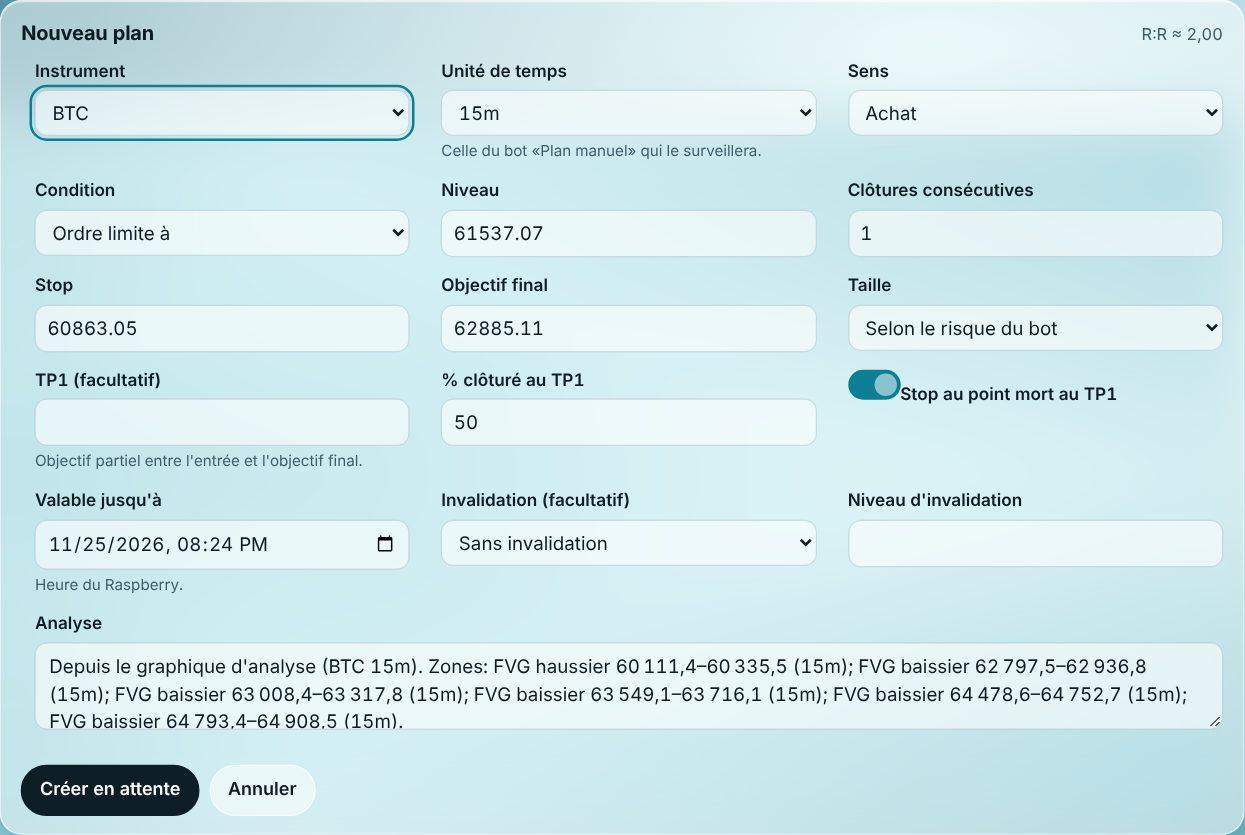 Nouveau plan
R:R ≈ 2,00
Instrument
Unité de temps
Sens
BTC
15m
Achat
Celle du bot «Plan manuel» qui le surveillera.
Condition
Niveau
Clôtures consécutives
Ordre limite à
61537.07
1
Stop
Objectif final
Taille
60863.05
62885.11
Selon le risque du bot
TP1 (facultatif)
% clôturé au TP1
Stop au point mort au TP1
50
Objectif partiel entre l'entrée et l'objectif final.
Valable jusqu'à
Invalidation (facultatif)
Niveau d'invalidation
11/25/2026, 08:24 PM
Sans invalidation
Heure du Raspberry.
Analyse
Depuis le graphique d'analyse (BTC 15m). Zones: FVG haussier 60 111,4–60 335,5 (15m); FVG baissier 62 797,5–62 936,8
(15m); FVG baissier 63 008,4–63 317,8 (15m); FVG baissier 63 549,1–63 716,1 (15m); FVG baissier 64 478,6–64 752,7 (15m);
FVG baissier 64 793,4–64 908,5 (15m).
Créer en attente
Annuler